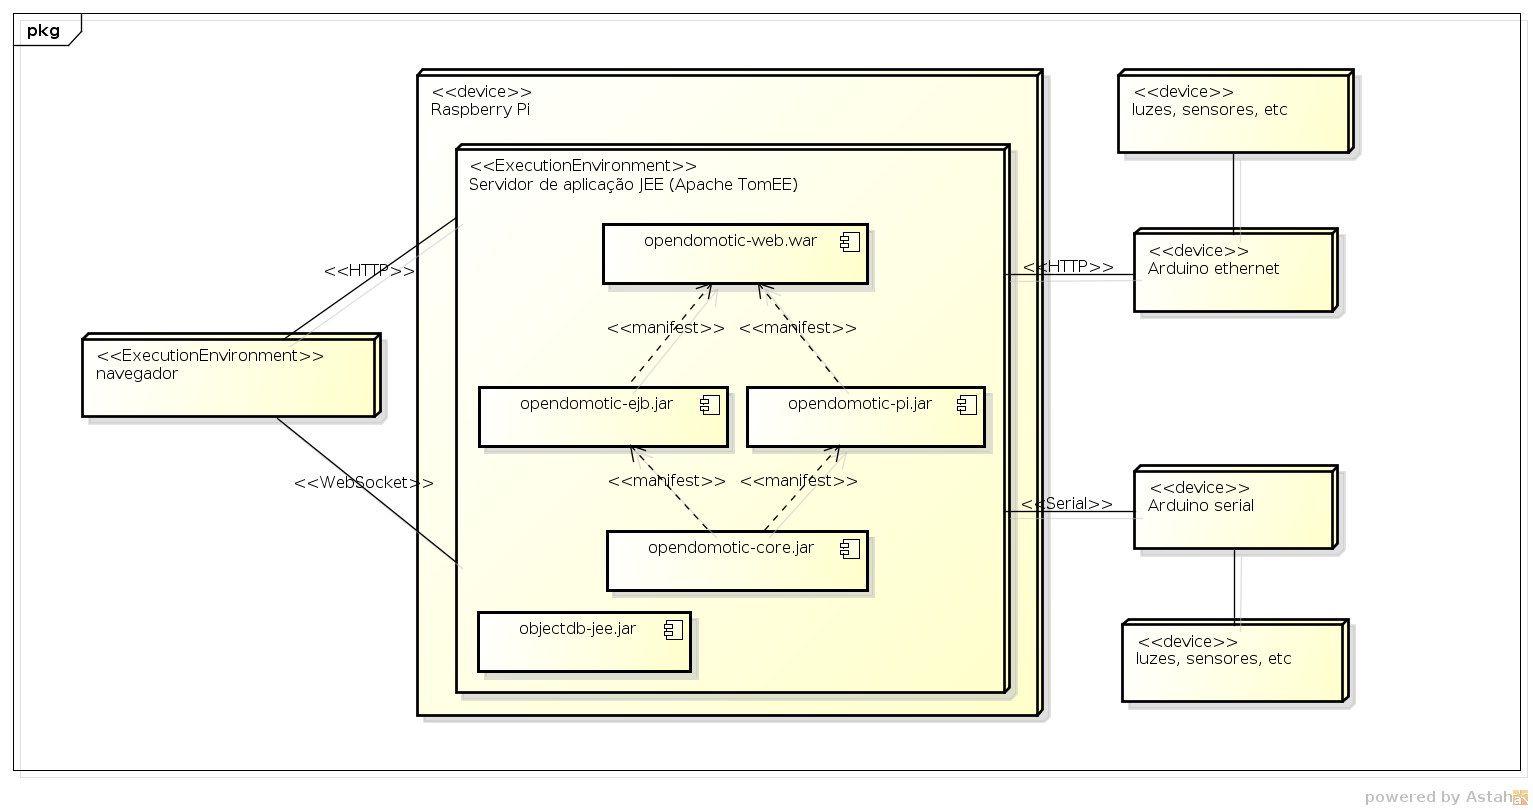 pkg
<<device>>
Raspberry Pi
<<ExecutionEnvironment>>
Servidor de aplicação JEE (Apache TomEE)
opendomotic-web.war
<<manifest>>
<<manifest>>
opendomotic-ejb.jar
opendomotic-pi.jar
<<manifest>>
<<manifest>>
opendomotic-core.jar
objectdb-jee.jar
<<HTTP>>
<<ExecutionEnvironment>>
navegador
<<WebSocket>>
<<device>>
luzes, sensores, etc
<<device>>
Arduino ethernet
<<HTTP>>
<<device>>
Arduino serial
<<Serial>>
<<device>>
luzes, sensores, etc
powered by Astah